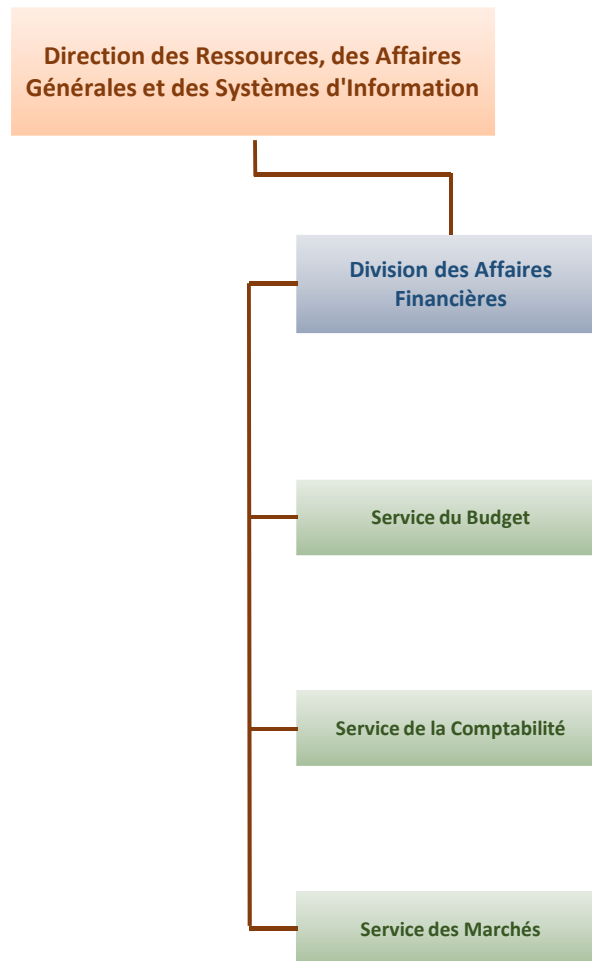 Direction des Ressources, des Affaires
Générales et des Systèmes d'Information
Division des Affaires
Financières
Service du Budget
Service de la Comptabilité
Service des Marchés